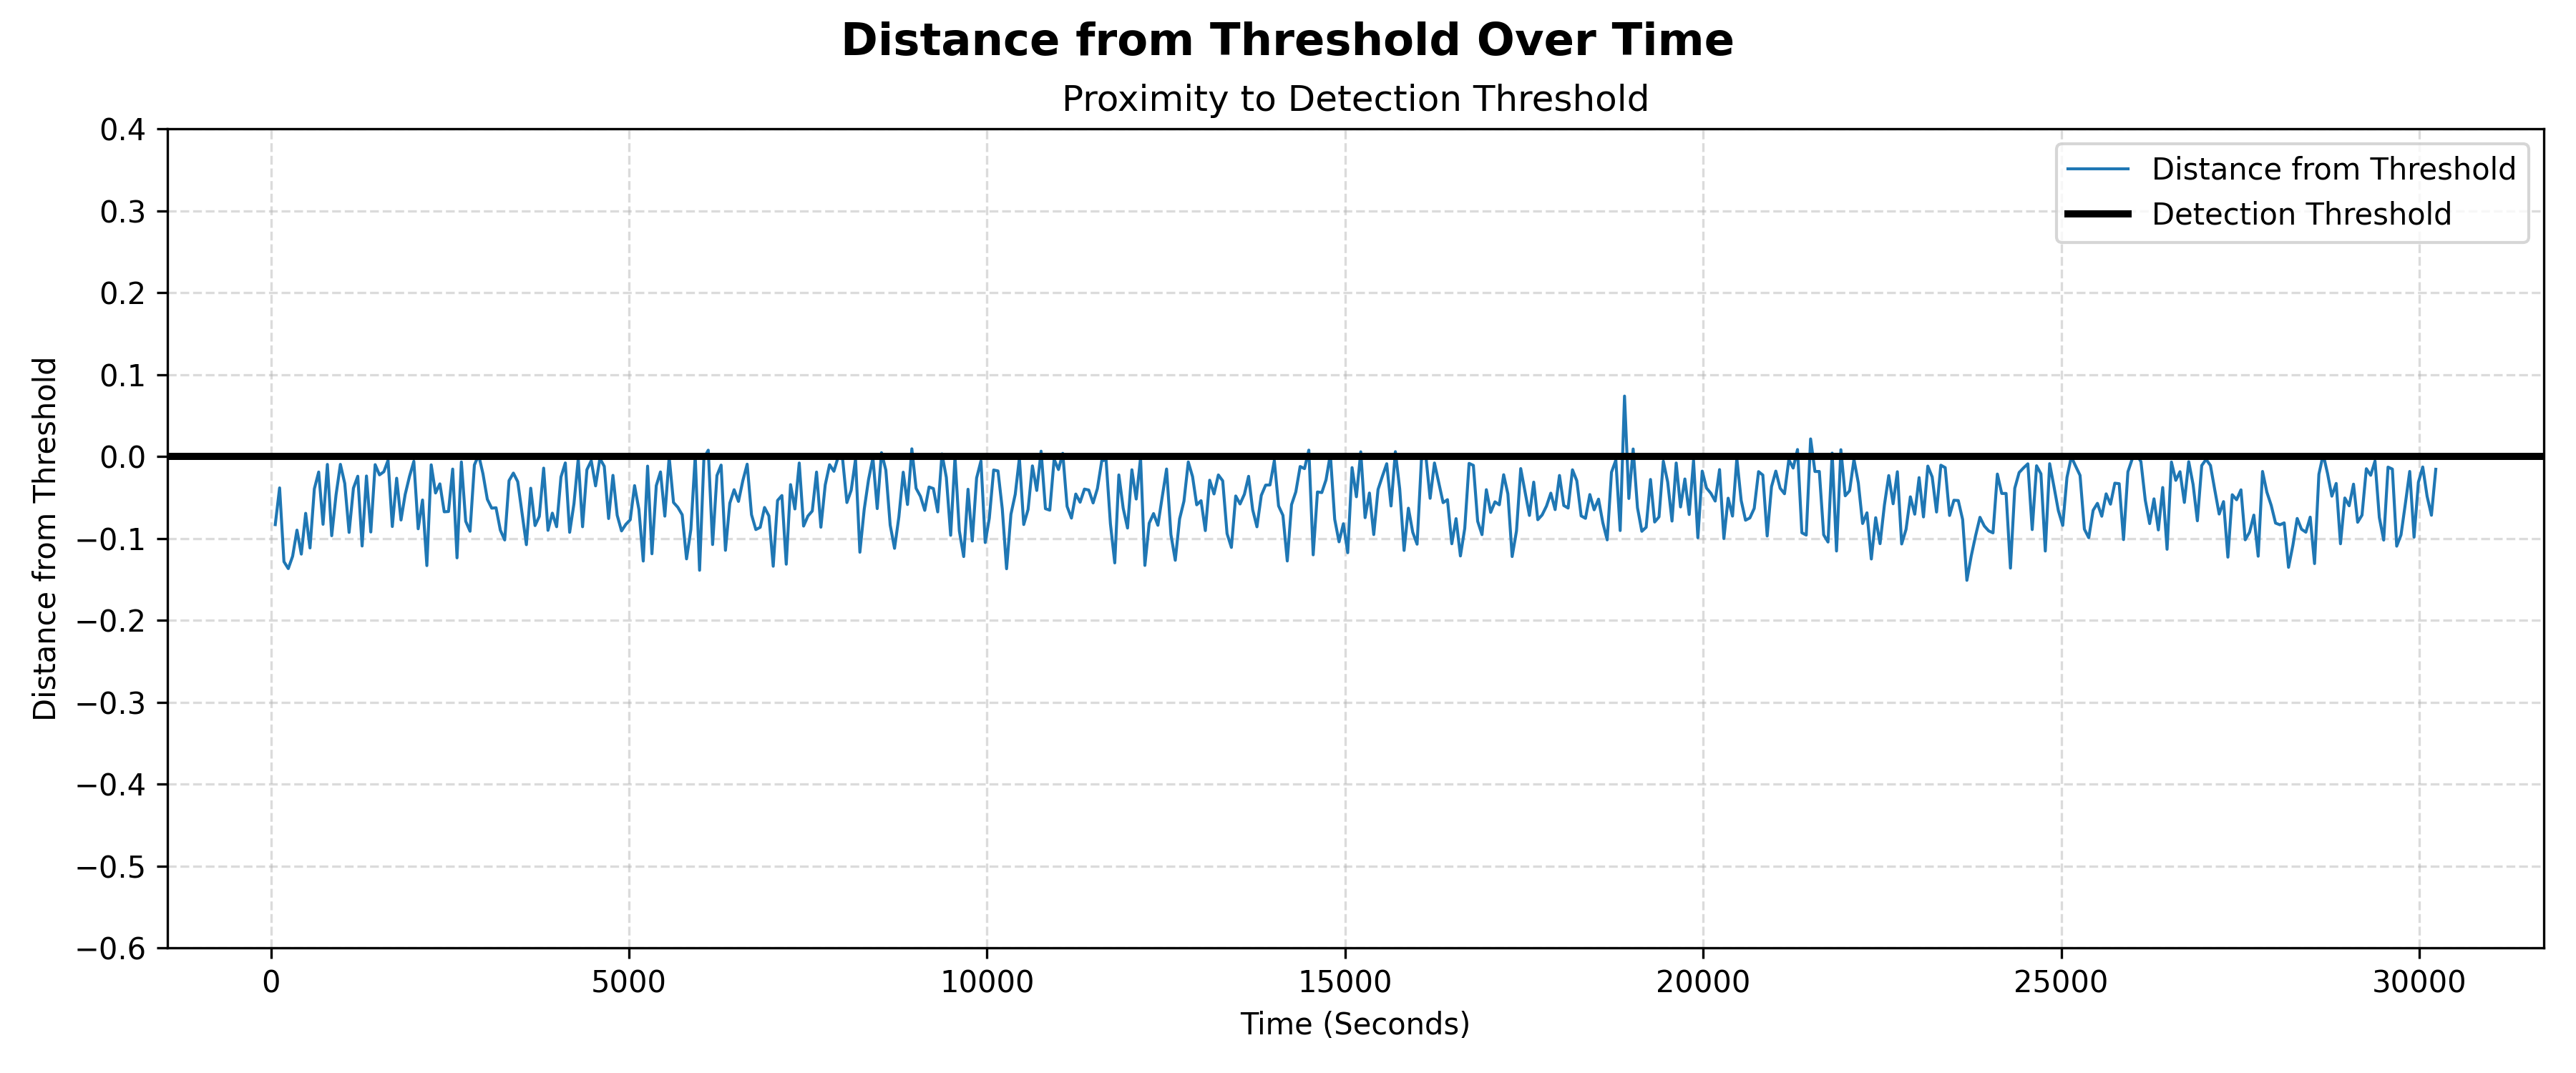 Distance from Threshold Over Time
Proximity to Detection Threshold
0.4
0.3
0.2
0.1
0.0
−0.1
−0.2
−0.3
−0.4
−0.5
−0.6
Distance from Threshold
Distance from Threshold
Detection Threshold
0 5000 10000 15000 20000 25000 30000
Time (Seconds)